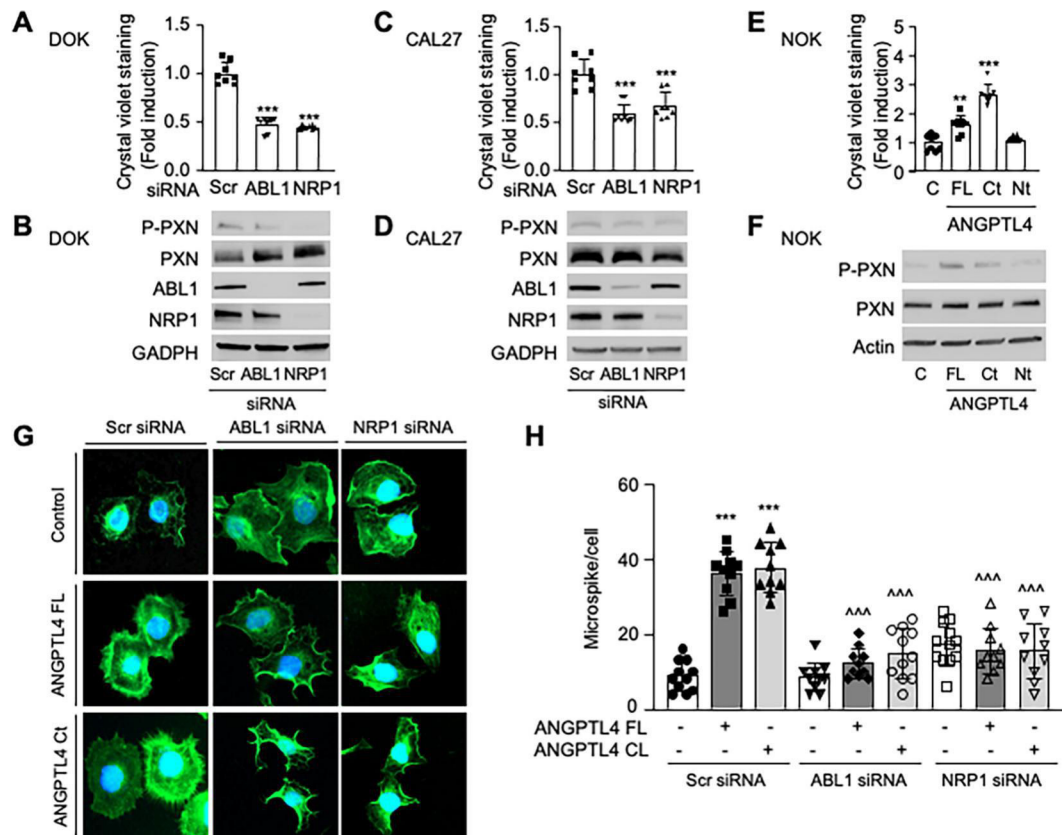 A DOK
Crystal violet staining
(Fold induction)
1.5
1.0
0.5
0.0
***
***
siRNA Scr ABL1 NRP1
B DOK
P-PXN
PXN
ABL1
NRP1
GADPH
Scr ABL1 NRP1
siRNA
C CAL27
Crystal violet staining
(Fold induction)
1.5
1.0
0.5
0.0
***
***
siRNA Scr ABL1 NRP1
D CAL27
P-PXN
PXN
ABL1
NRP1
GADPH
Scr ABL1 NRP1
siRNA
E NOK
Crystal violet staining
(Fold induction)
5
4
3
2
1
0
**
***
C FL Ct Nt
ANGPTL4
F NOK
P-PXN
PXN
Actin
C FL Ct Nt
ANGPTL4
G
Scr siRNA ABL1 siRNA NRP1 siRNA
Control
ANGPTL4 FL
ANGPTL4 Ct
H
Microspike/cell
60
40
20
0
*** ***
^^^ ^^^
^^^ ^^^
ANGPTL4 FL - + - - + - - + -
ANGPTL4 CL - - + - - + - - +
Scr siRNA ABL1 siRNA NRP1 siRNA